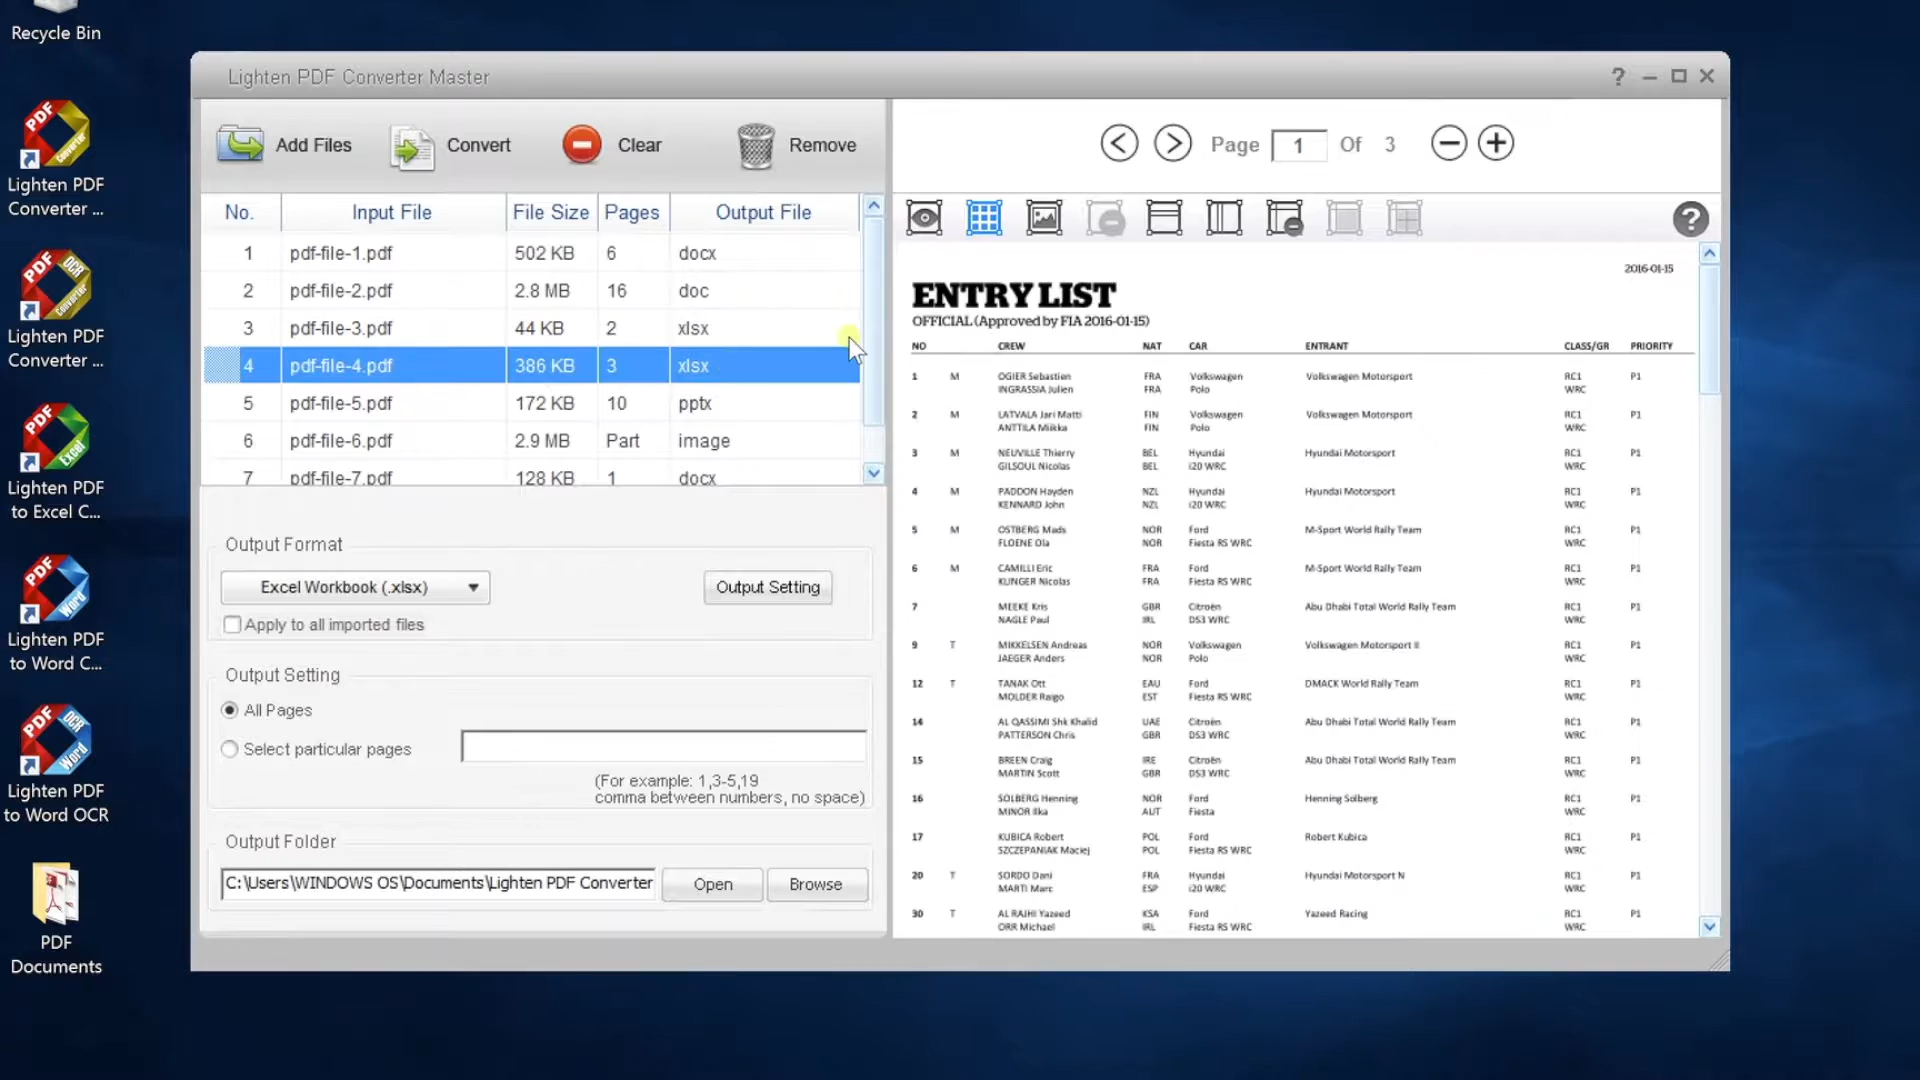 Recycle Bin
PDF
Converter
Lighten PDF
Converter ...
PDF
OCR
Converter
Lighten PDF
Converter ...
PDF
Excel
Lighten PDF
to Excel C...
PDF
Word
Lighten PDF
to Word C...
PDF
OCR
Word
Lighten PDF
to Word OCR
PDF
Documents
Lighten PDF Converter Master
?
Add Files Convert Clear Remove
No. Input File File Size Pages Output File
1 pdf-file-1.pdf 502 KB 6 docx
2 pdf-file-2.pdf 2.8 MB 16 doc
3 pdf-file-3.pdf 44 KB 2 xlsx
4 pdf-file-4.pdf 386 KB 3 xlsx
5 pdf-file-5.pdf 172 KB 10 pptx
6 pdf-file-6.pdf 2.9 MB Part image
7 pdf-file-7.pdf 128 KB 1 docx
Output Format
Excel Workbook (.xlsx) Output Setting
Apply to all imported files
Output Setting
All Pages
Select particular pages
(For example: 1,3-5,19
comma between numbers, no space)
Output Folder
C:\Users\WINDOWS OS\Documents\Lighten PDF Converter Open Browse
Page 1 Of 3
?
2016-01-15
ENTRY LIST
OFFICIAL (Approved by FIA 2016-01-15)
NO CREW NAT CAR ENTRANT CLASS/GR PRIORITY
1 M OGIER Sebastien FRA Volkswagen Volkswagen Motorsport RC1 P1
INGRASSIA Julien FRA Polo WRC
2 M LATVALA Jari Matti FIN Volkswagen Volkswagen Motorsport RC1 P1
ANTTILA Miikka FIN Polo WRC
3 M NEUVILLE Thierry BEL Hyundai Hyundai Motorsport RC1 P1
GILSOUL Nicolas BEL i20 WRC WRC
4 M PADDON Hayden NZL Hyundai Hyundai Motorsport RC1 P1
KENNARD John NZL i20 WRC WRC
5 M OSTBERG Mads NOR Ford M-Sport World Rally Team RC1 P1
FLOENE Ola NOR Fiesta RS WRC WRC
6 M CAMILLI Eric FRA Ford M-Sport World Rally Team RC1 P1
KLINGER Nicolas FRA Fiesta RS WRC WRC
7 MEEKE Kris GBR Citroën Abu Dhabi Total World Rally Team RC1 P1
NAGLE Paul IRL DS3 WRC WRC
9 T MIKKELSEN Andreas NOR Volkswagen Volkswagen Motorsport II RC1 P1
JAEGER Anders NOR Polo WRC
12 T TANAK Ott EAU Ford DMACK World Rally Team RC1 P1
MOLDER Raigo EST Fiesta RS WRC WRC
14 AL QASSIMI Shk Khalid UAE Citroën Abu Dhabi Total World Rally Team RC1 P1
PATTERSON Chris GBR DS3 WRC WRC
15 BREEN Craig IRE Citroën Abu Dhabi Total World Rally Team RC1 P1
MARTIN Scott GBR DS3 WRC WRC
16 SOLBERG Henning NOR Ford Henning Solberg RC1 P1
MINOR Ilka AUT Fiesta WRC
17 KUBICA Robert POL Ford Robert Kubica RC1 P1
SZCZEPANIAK Maciej POL Fiesta RS WRC WRC
20 T SORDO Dani FRA Hyundai Hyundai Motorsport N RC1 P1
MARTI Marc ESP i20 WRC WRC
30 T AL RAJHI Yazeed KSA Ford Yazeed Racing RC1 P1
ORR Michael IRL Fiesta RS WRC WRC